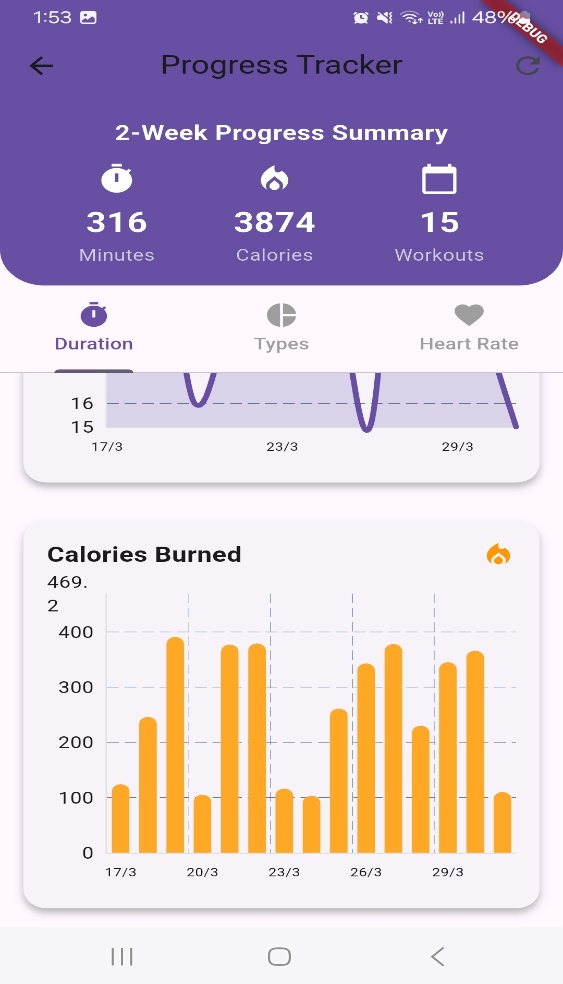 1:53
Vo))
LTE
48%
DEBUG
Progress Tracker
2-Week Progress Summary
316 3874 15
Minutes Calories Workouts
Duration Types Heart Rate
16
15
17/3 23/3 29/3
Calories Burned
469.
2
400
300
200
100
0
17/3 20/3 23/3 26/3 29/3